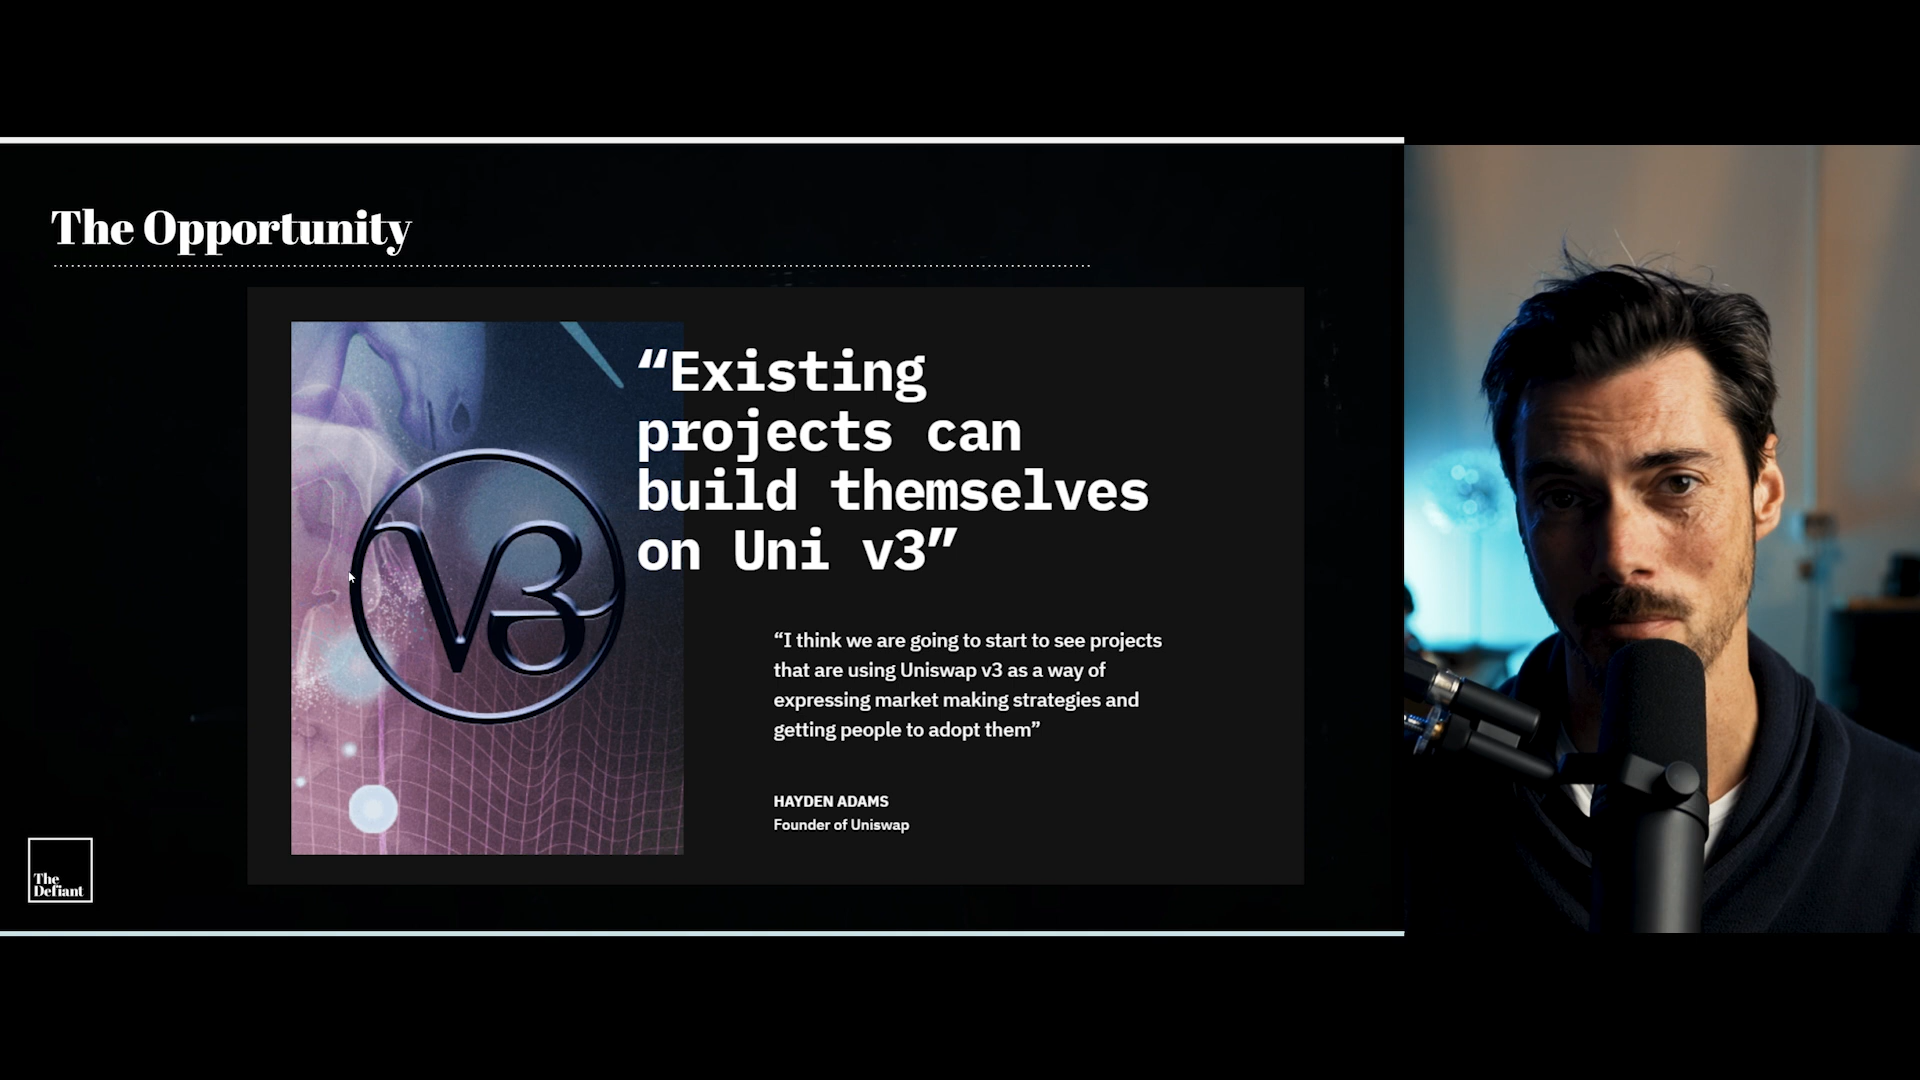 The Opportunity
“Existing
projects can
build themselves
on Uni v3”
“I think we are going to start to see projects
that are using Uniswap v3 as a way of
expressing market making strategies and
getting people to adopt them”
HAYDEN ADAMS
Founder of Uniswap
V3
The
Defiant